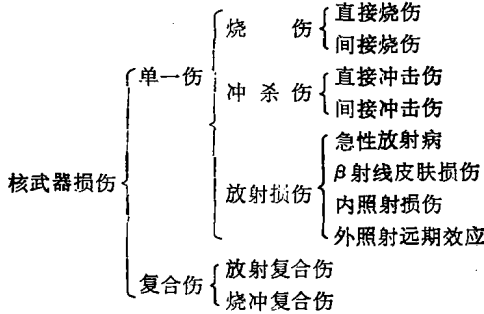 直接烧伤
烧 伤
间接烧伤
单一伤
直接冲击伤
冲 杀 伤
间接冲击伤
急性放射病
β射线皮肤损伤
核武器损伤
放射损伤
内照射损伤
外照射远期效应
放射复合伤
复合伤
烧冲复合伤